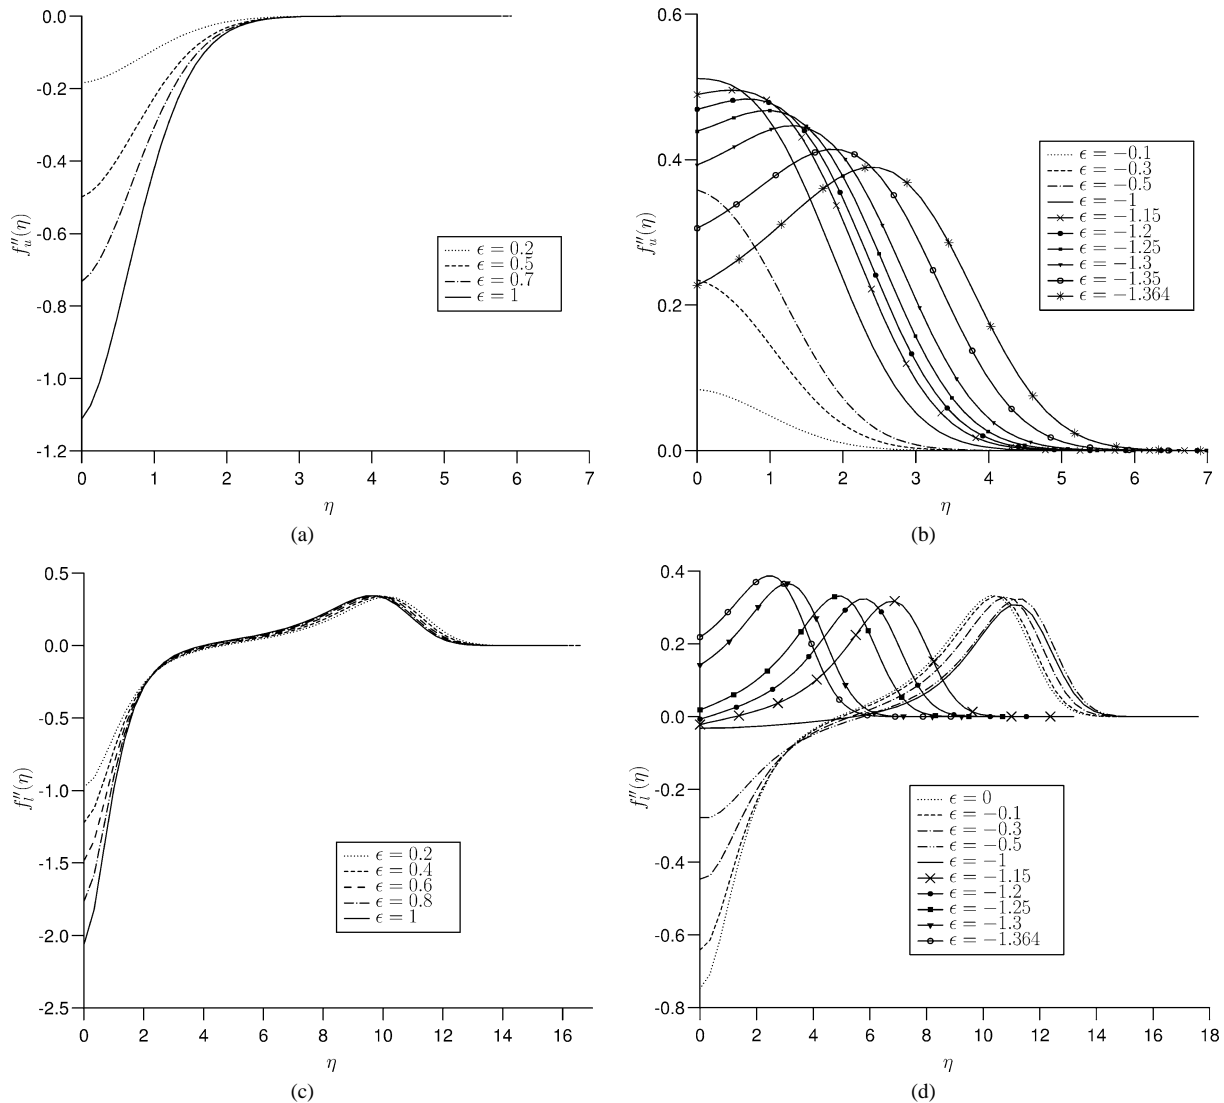 0.0
-0.2
-0.4
-0.6
-0.8
-1.0
-1.2
f''_u(η)
ϵ = 0.2
ϵ = 0.5
ϵ = 0.7
ϵ = 1
0 1 2 3 4 5 6 7
η
(a)
0.6
0.4
0.2
0.0
f''_u(η)
ϵ = −0.1
ϵ = −0.3
ϵ = −0.5
ϵ = −1
ϵ = −1.15
ϵ = −1.2
ϵ = −1.25
ϵ = −1.3
ϵ = −1.35
ϵ = −1.364
0 1 2 3 4 5 6 7
η
(b)
0.5
0.0
-0.5
-1.0
-1.5
-2.0
-2.5
f''_l(η)
ϵ = 0.2
ϵ = 0.4
ϵ = 0.6
ϵ = 0.8
ϵ = 1
0 2 4 6 8 10 12 14 16
η
(c)
0.4
0.2
0.0
-0.2
-0.4
-0.6
-0.8
f''_l(η)
ϵ = 0
ϵ = −0.1
ϵ = −0.3
ϵ = −0.5
ϵ = −1
ϵ = −1.15
ϵ = −1.2
ϵ = −1.25
ϵ = −1.3
ϵ = −1.364
0 2 4 6 8 10 12 14 16 18
η
(d)